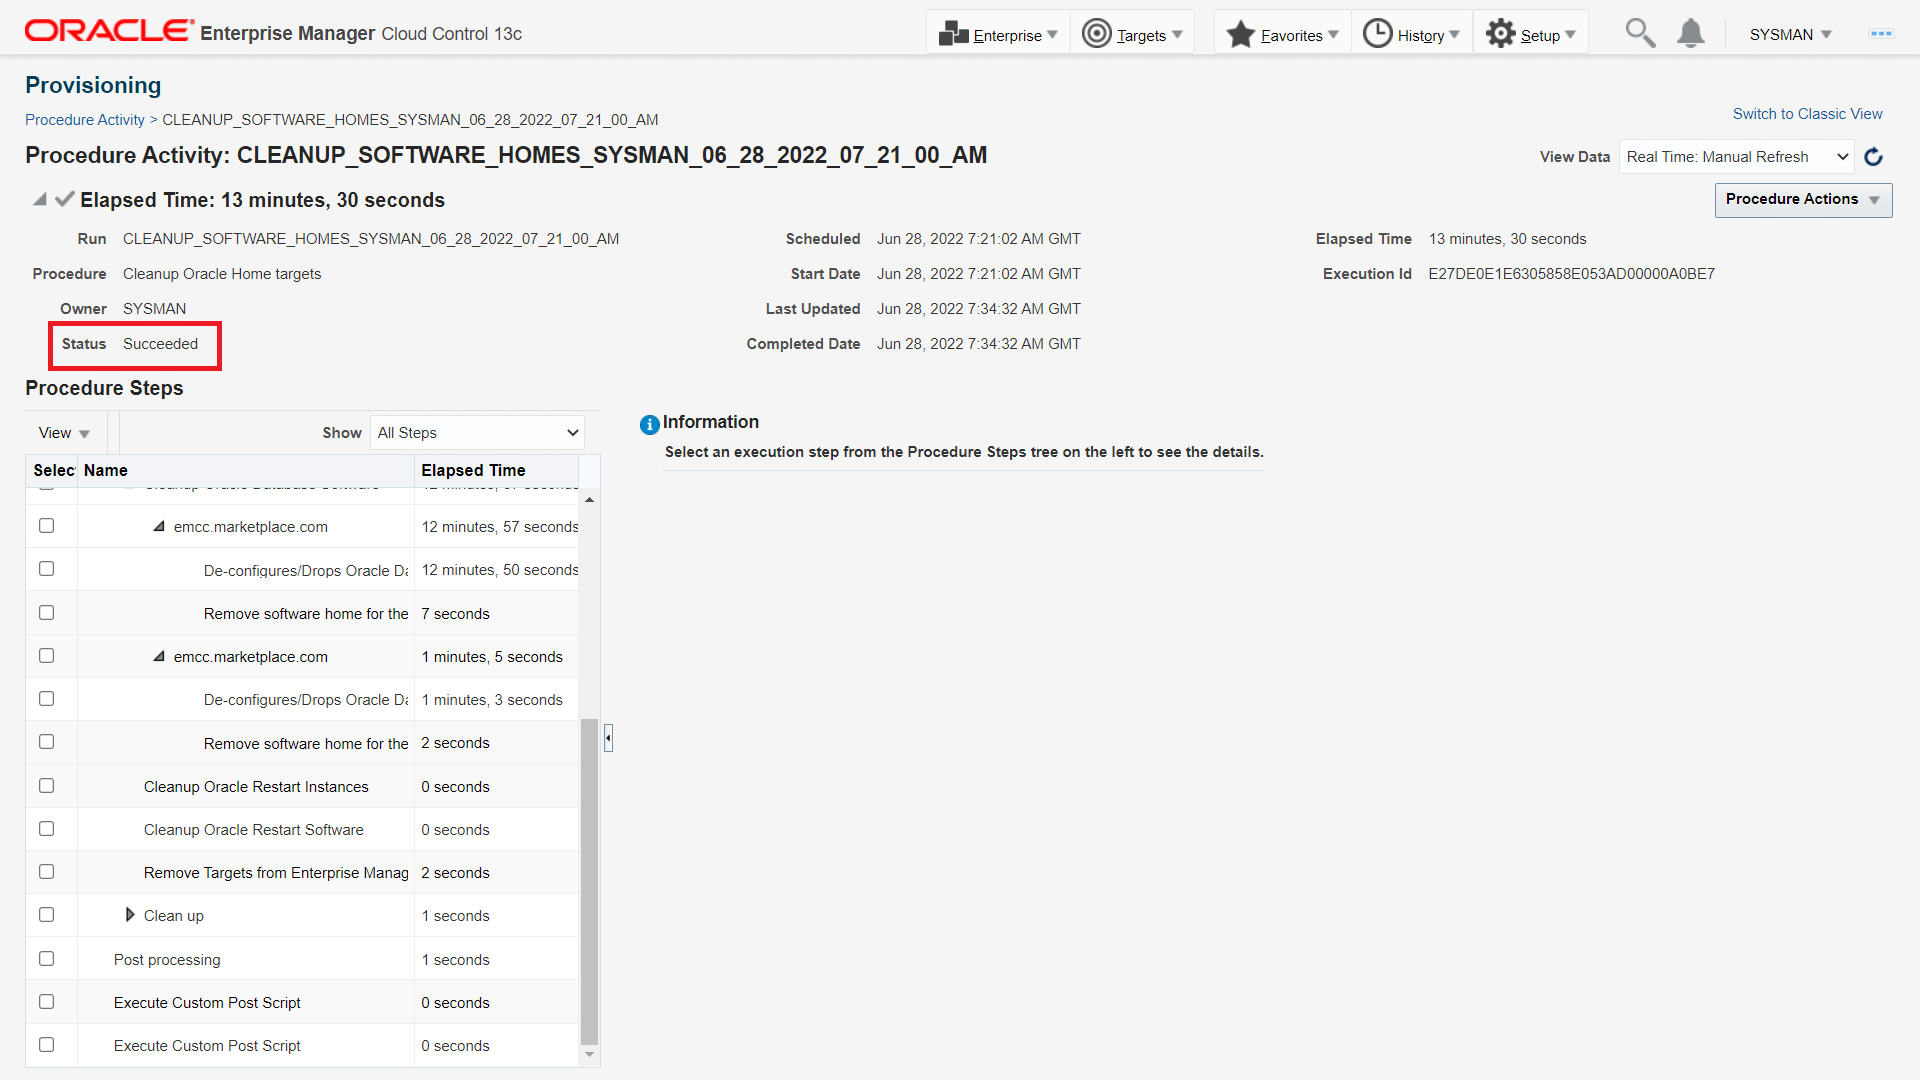 ORACLE Enterprise Manager Cloud Control 13c
Enterprise
Targets
Favorites
History
Setup
SYSMAN
Provisioning
Procedure Activity > CLEANUP_SOFTWARE_HOMES_SYSMAN_06_28_2022_07_21_00_AM
Switch to Classic View
Procedure Activity: CLEANUP_SOFTWARE_HOMES_SYSMAN_06_28_2022_07_21_00_AM
View Data Real Time: Manual Refresh
Elapsed Time: 13 minutes, 30 seconds
Procedure Actions
Run CLEANUP_SOFTWARE_HOMES_SYSMAN_06_28_2022_07_21_00_AM
Procedure Cleanup Oracle Home targets
Owner SYSMAN
Status Succeeded
Scheduled Jun 28, 2022 7:21:02 AM GMT
Start Date Jun 28, 2022 7:21:02 AM GMT
Last Updated Jun 28, 2022 7:34:32 AM GMT
Completed Date Jun 28, 2022 7:34:32 AM GMT
Elapsed Time 13 minutes, 30 seconds
Execution Id E27DE0E1E6305858E053AD00000A0BE7
Procedure Steps
View Show All Steps
Selec Name Elapsed Time
Cleanup Oracle Database Software 12 minutes, 57 seconds
emcc.marketplace.com 12 minutes, 57 seconds
De-configures/Drops Oracle Da 12 minutes, 50 seconds
Remove software home for the 7 seconds
emcc.marketplace.com 1 minutes, 5 seconds
De-configures/Drops Oracle Da 1 minutes, 3 seconds
Remove software home for the 2 seconds
Cleanup Oracle Restart Instances 0 seconds
Cleanup Oracle Restart Software 0 seconds
Remove Targets from Enterprise Manag 2 seconds
Clean up 1 seconds
Post processing 1 seconds
Execute Custom Post Script 0 seconds
Execute Custom Post Script 0 seconds
Information
Select an execution step from the Procedure Steps tree on the left to see the details.